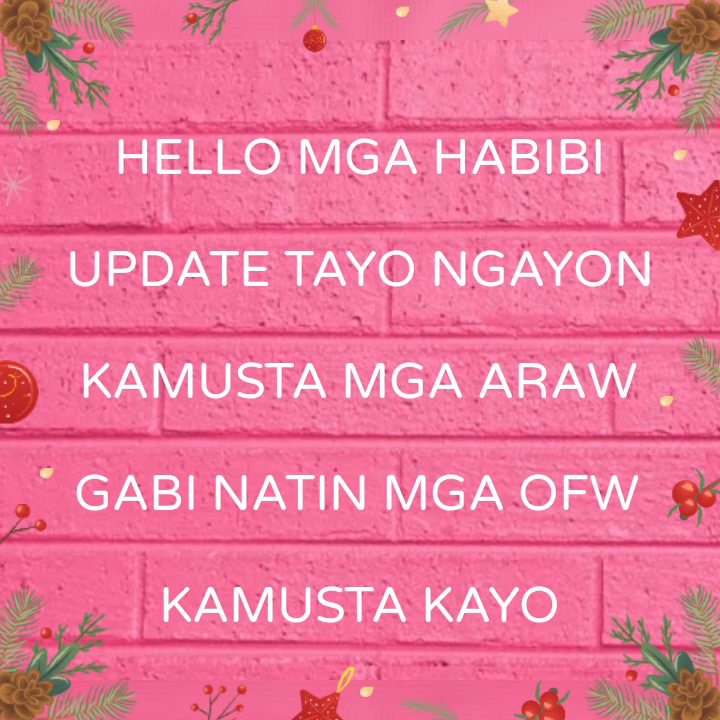 HELLO MGA HABIBI
UPDATE TAYO NGAYON
KAMUSTA MGA ARAW
GABI NATIN MGA OFW
KAMUSTA KAYO